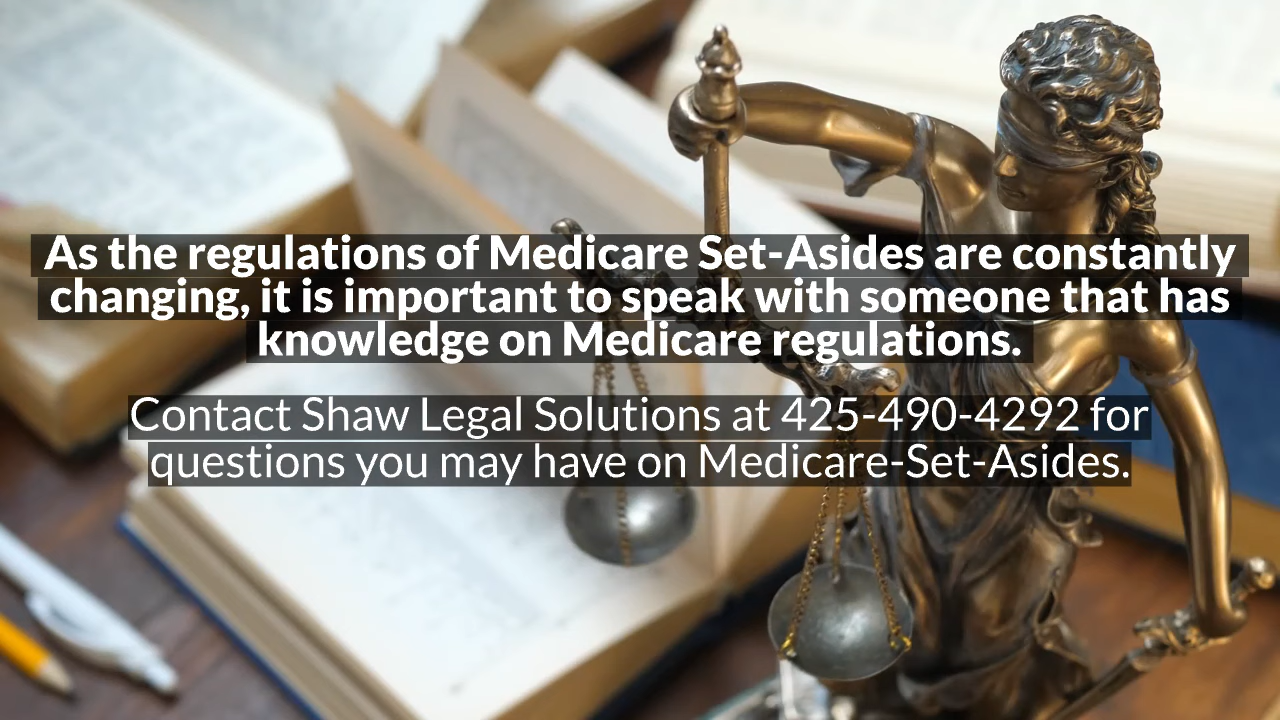 As the regulations of Medicare Set-Asides are constantly
changing, it is important to speak with someone that has
knowledge on Medicare regulations.
Contact Shaw Legal Solutions at 425-490-4292 for
questions you may have on Medicare-Set-Asides.